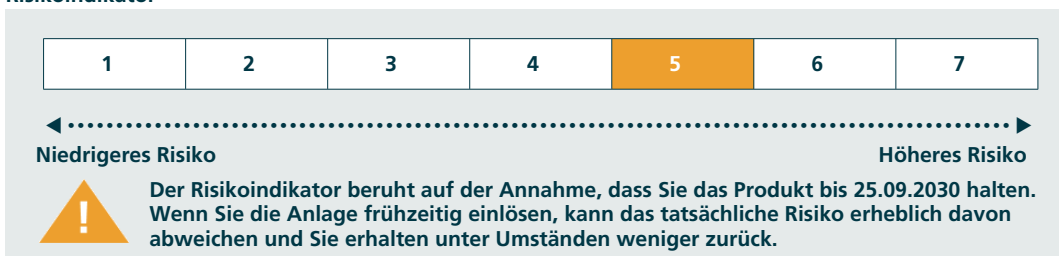 Risikoindikator
1 2 3 4 5 6 7
Niedrigeres Risiko Höheres Risiko
! Der Risikoindikator beruht auf der Annahme, dass Sie das Produkt bis 25.09.2030 halten.
Wenn Sie die Anlage frühzeitig einlösen, kann das tatsächliche Risiko erheblich davon
abweichen und Sie erhalten unter Umständen weniger zurück.